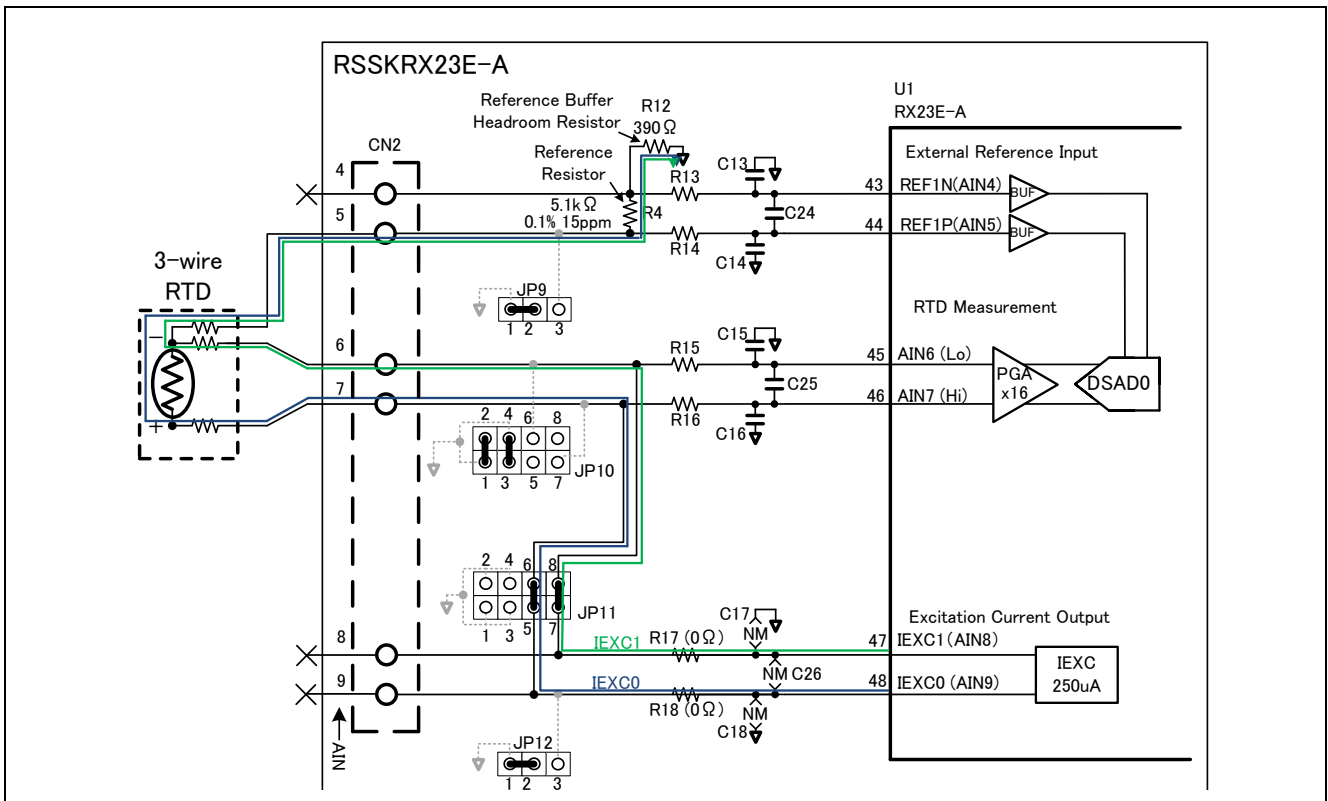 RSSKRX23E-A
U1
RX23E-A
Reference Buffer
Headroom Resistor
R12
390Ω
CN2
Reference
Resistor
C13
External Reference Input
4
R13
43
REF1N(AIN4)
BUF
5
5.1kΩ
0.1% 15ppm
R4
C24
44
REF1P(AIN5)
BUF
R14
C14
3-wire
RTD
JP9
1 2 3
RTD Measurement
−
6
R15
C15
45
AIN6 (Lo)
PGA
x16
DSAD0
7
C25
46
AIN7 (Hi)
+
R16
C16
2 4 6 8
JP10
1 3 5 7
2 4 6 8
JP11
1 3 5 7
C17
NM
Excitation Current Output
8
IEXC1
R17 (0Ω)
47
IEXC1(AIN8)
NM C26
IEXC
250uA
9
IEXC0
48
IEXC0 (AIN9)
R18 (0Ω)
NM
C18
AIN
JP12
1 2 3